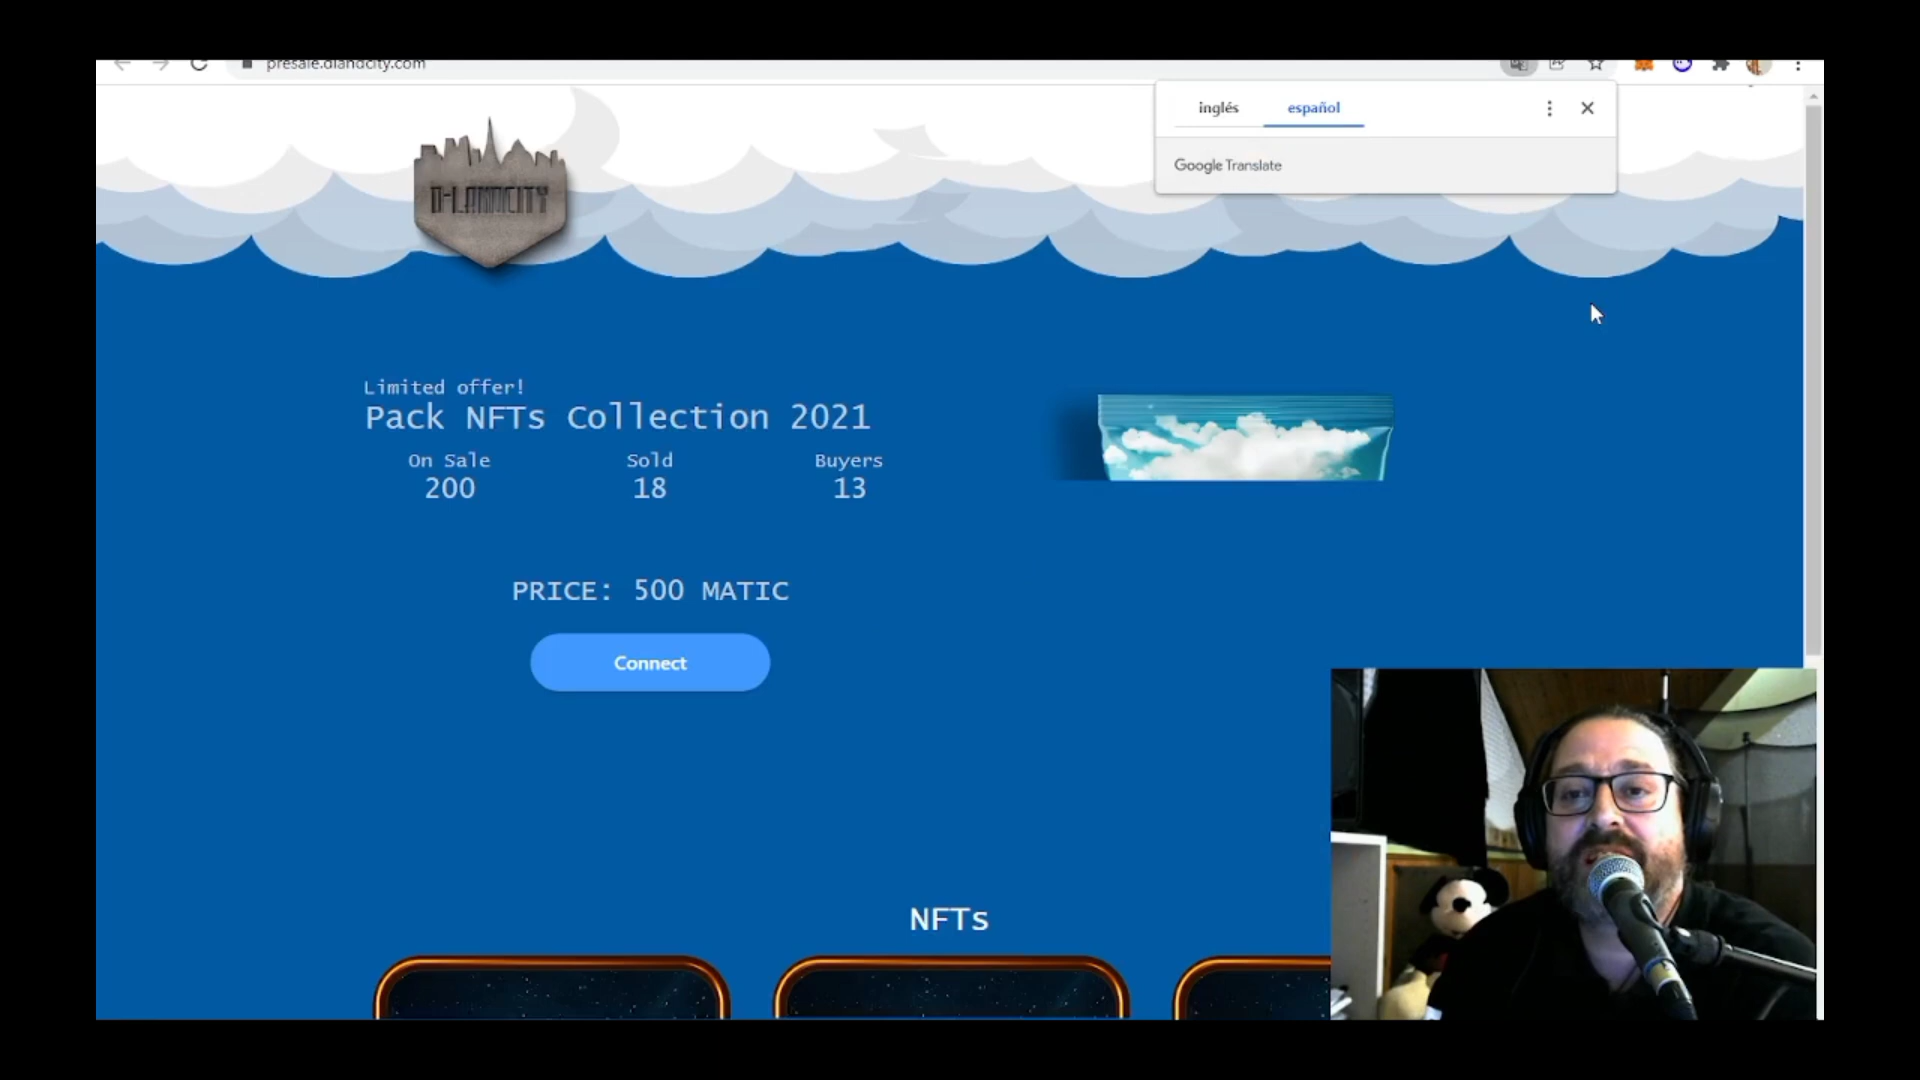 presale.dlandcity.com
inglés español
Google Translate
D-LANDCITY
Limited offer!
Pack NFTs Collection 2021
On Sale Sold Buyers
200 18 13
PRICE: 500 MATIC
Connect
NFTs